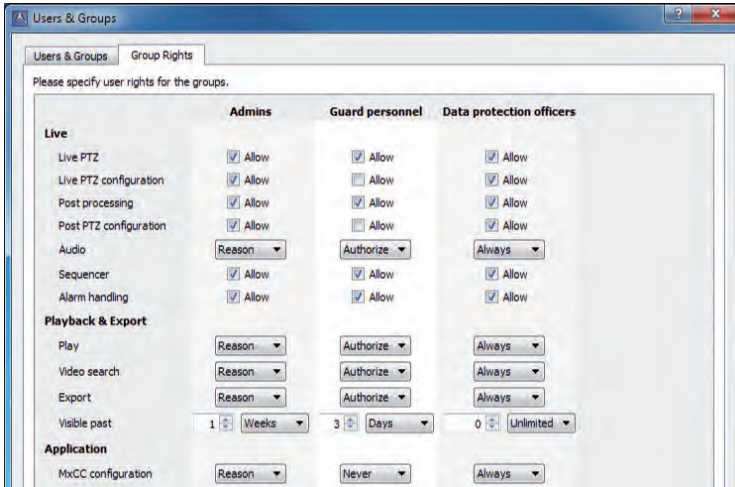 Users & Groups
Users & Groups Group Rights
Please specify user rights for the groups.
Admins Guard personnel Data protection officers
Live
Live PTZ Allow Allow Allow
Live PTZ configuration Allow Allow Allow
Post processing Allow Allow Allow
Post PTZ configuration Allow Allow Allow
Audio Reason Authorize Always
Sequencer Allow Allow Allow
Alarm handling Allow Allow Allow
Playback & Export
Play Reason Authorize Always
Video search Reason Authorize Always
Export Reason Authorize Always
Visible past 1 Weeks 3 Days 0 Unlimited
Application
MxCC configuration Reason Never Always